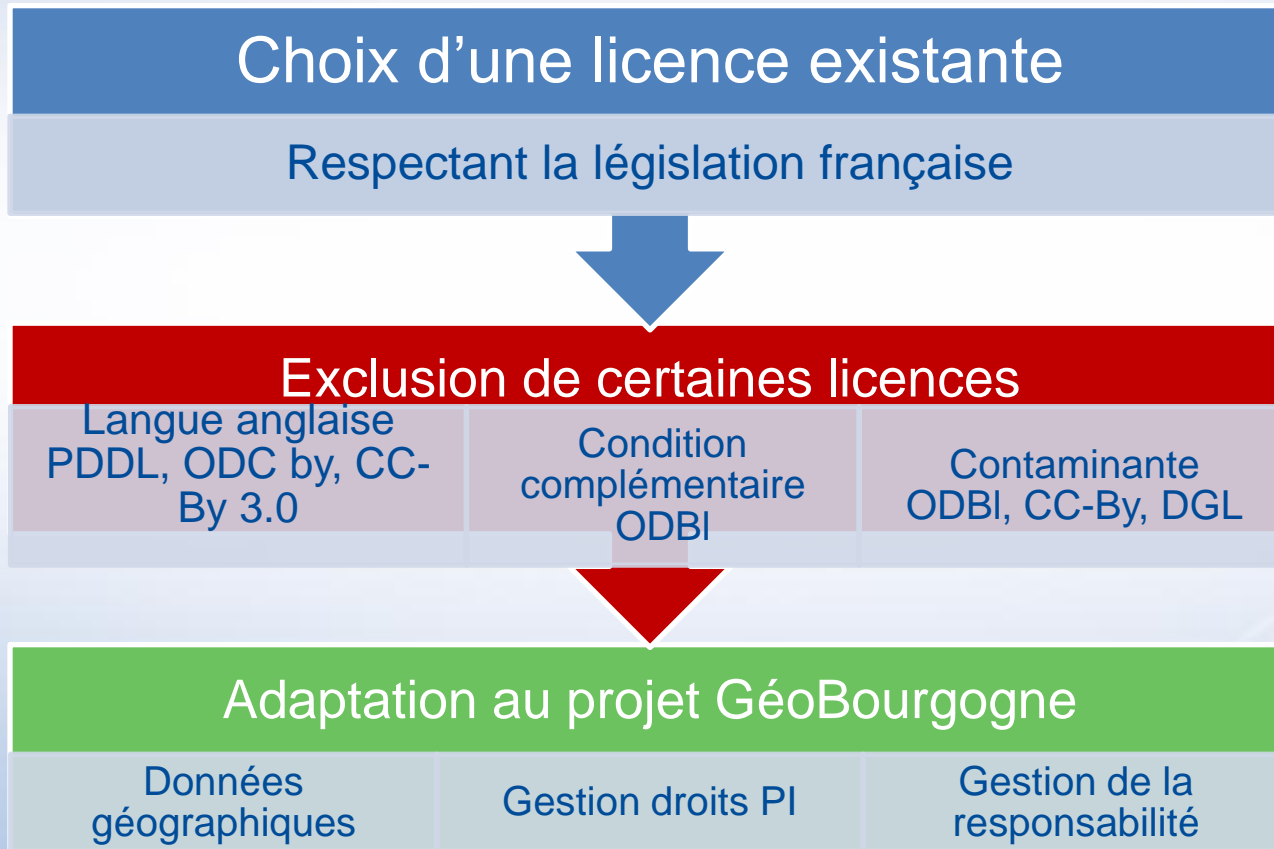 Choix d’une licence existante
Respectant la législation française
Exclusion de certaines licences
Langue anglaise
PDDL, ODC by, CC-
By 3.0
Condition
complémentaire
ODBl
Contaminante
ODBl, CC-By, DGL
Adaptation au projet GéoBourgogne
Données
géographiques
Gestion droits PI
Gestion de la
responsabilité